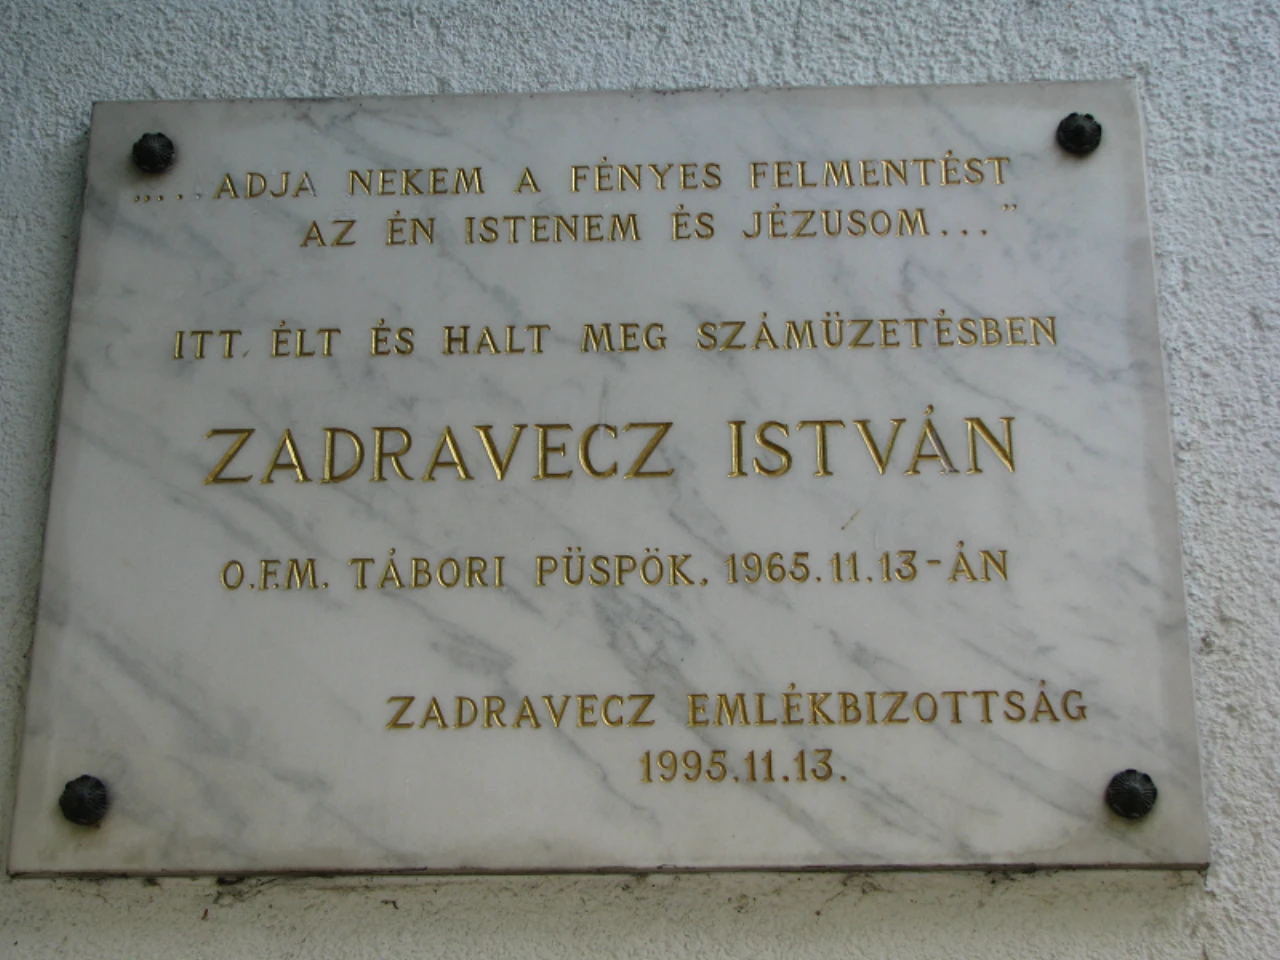 „... ADJA NEKEM A FÉNYES FELMENTÉST
AZ ÉN ISTENEM ÉS JÉZUSOM..."
ITT ÉLT ÉS HALT MEG SZÁMÜZETÉSBEN
ZADRAVECZ ISTVÁN
O.F.M. TÁBORI PÜSPÖK. 1965.11.13-ÁN
ZADRAVECZ EMLÉKBIZOTTSÁG
1995.11.13.